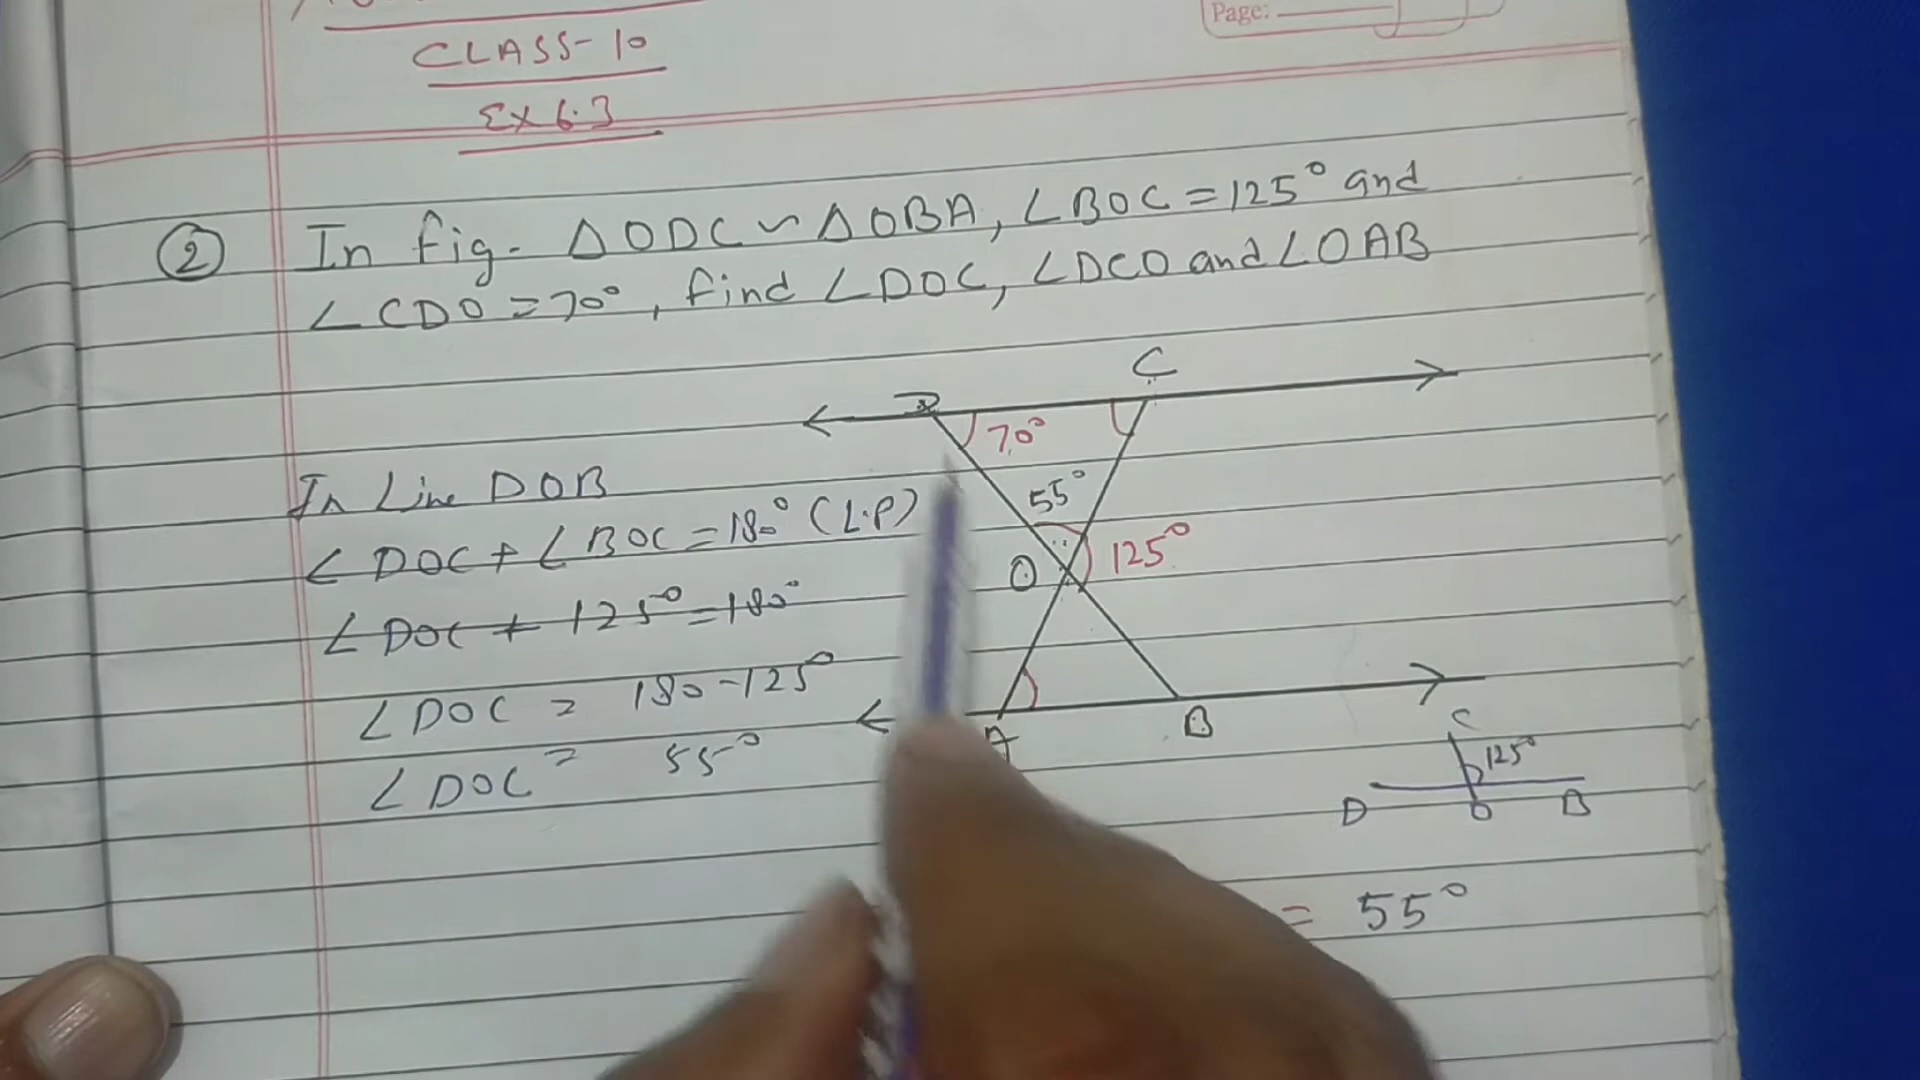 Page:
CLASS-10
Ex 6.3
② In fig. △ODC ~ △OBA, ∠BOC = 125° and
∠CDO = 70°, find ∠DOC, ∠DCO and ∠OAB
C
D
70°
55°
O
125°
A
B
In Line DOB
∠DOC + ∠BOC = 180° (L.P)
∠DOC + 125° = 180°
∠DOC = 180-125°
∠DOC = 55°
C
125°
D O B
= 55°